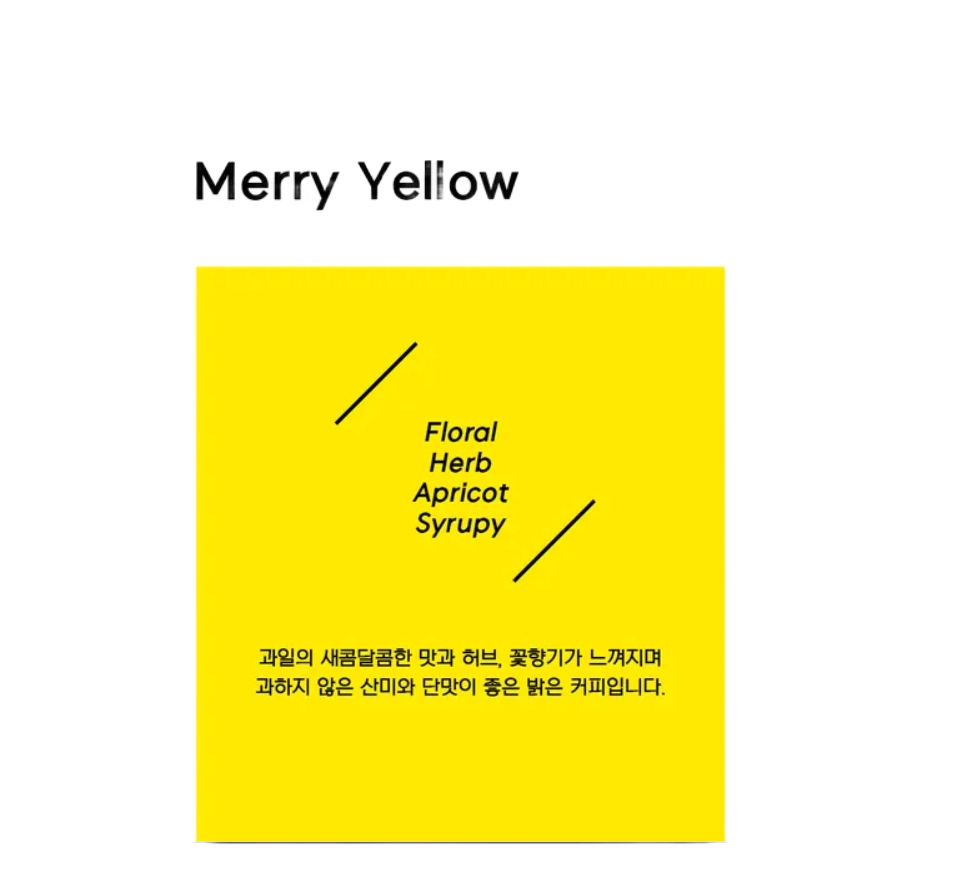 Merry Yellow
Floral
Herb
Apricot
Syrupy
과일의 새콤달콤한 맛과 허브, 꽃향기가 느껴지며
과하지 않은 산미와 단맛이 좋은 밝은 커피입니다.